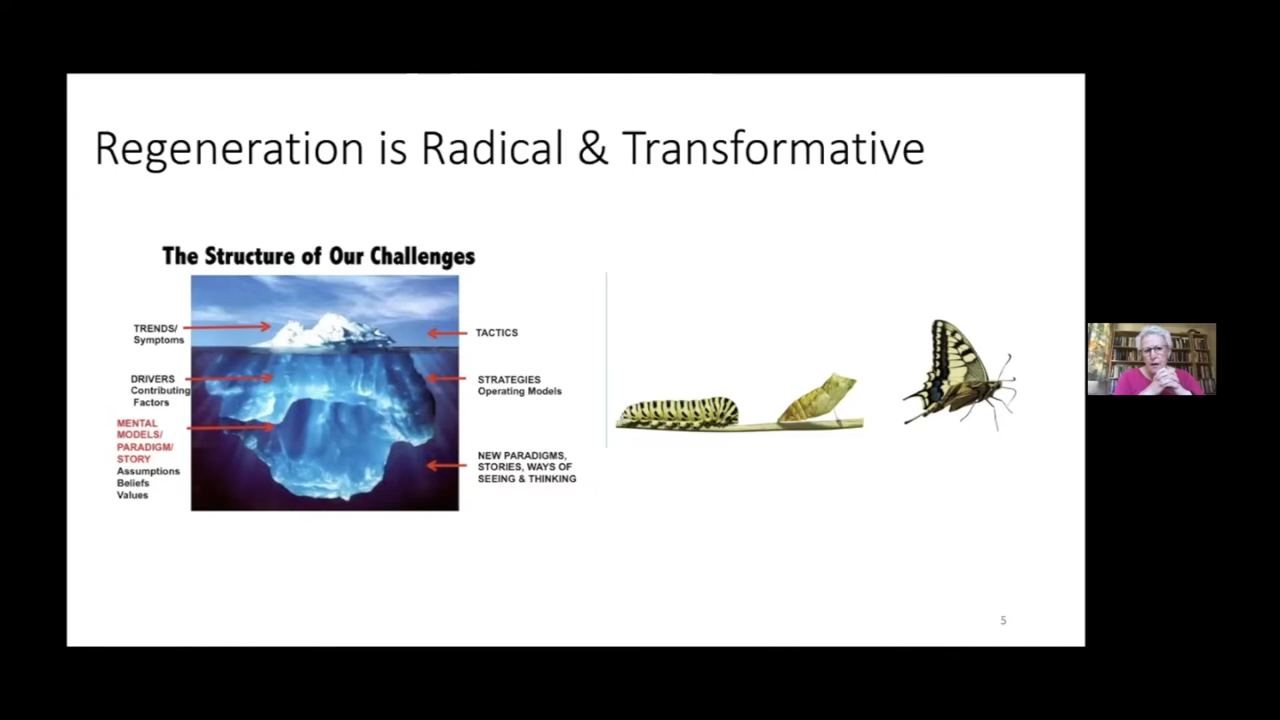 Regeneration is Radical & Transformative
The Structure of Our Challenges
TRENDS/
Symptoms
DRIVERS
Contributing
Factors
MENTAL
MODELS/
PARADIGM/
STORY
Assumptions
Beliefs
Values
TACTICS
STRATEGIES
Operating Models
NEW PARADIGMS,
STORIES, WAYS OF
SEEING & THINKING
5